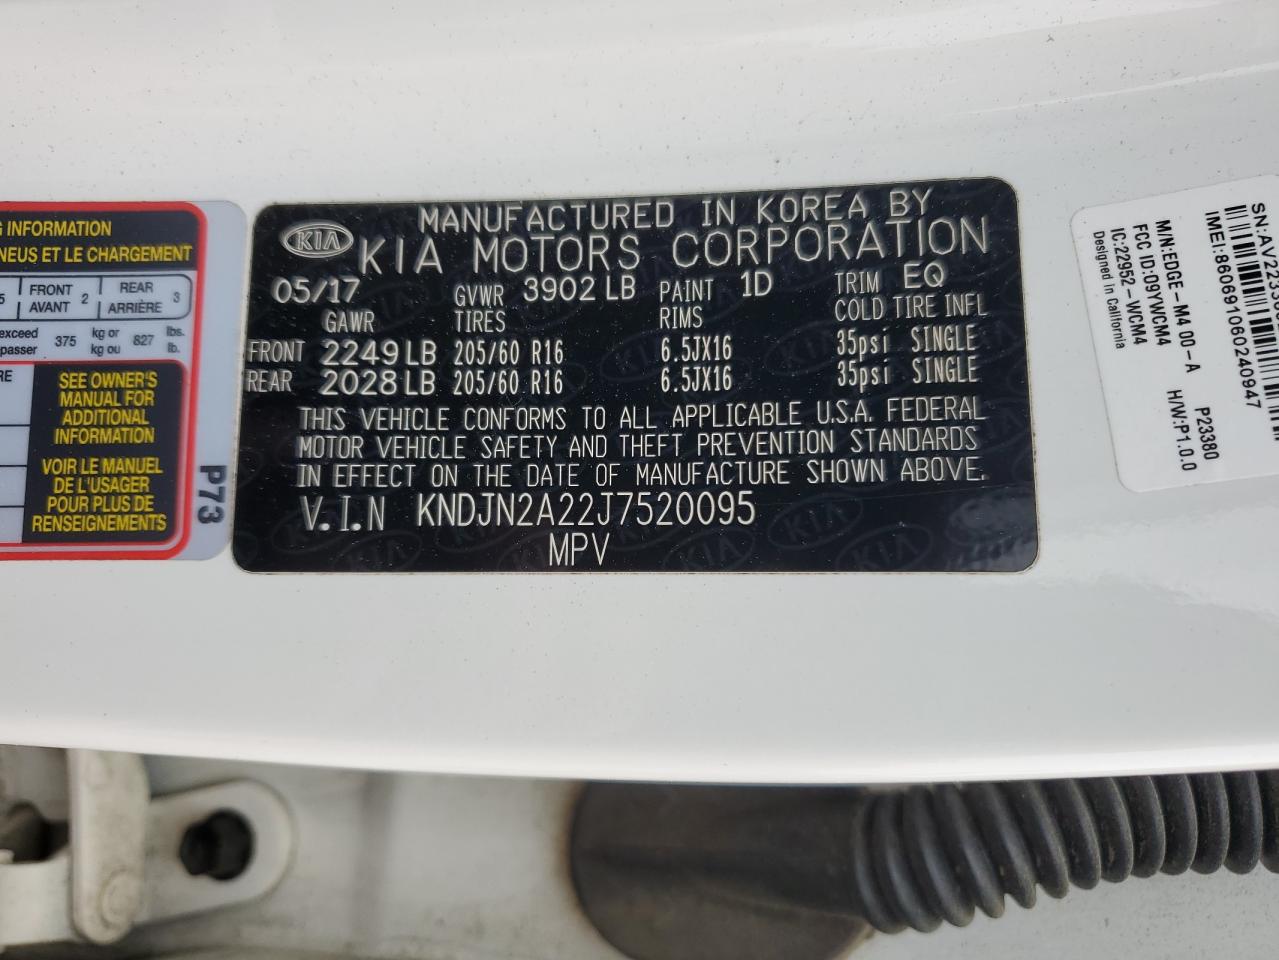 G INFORMATION
NEUS ET LE CHARGEMENT
5 FRONT AVANT 2 REAR ARRIÈRE 3
exceed
passer 375 kg or kg ou 827 lbs. lb.
RE
SEE OWNER'S
MANUAL FOR
ADDITIONAL
INFORMATION
VOIR LE MANUEL
DE L'USAGER
POUR PLUS DE
RENSEIGNEMENTS
P73
KIA
MANUFACTURED IN KOREA BY
KIA MOTORS CORPORATION
05/17 GVWR 3902 LB PAINT 1D TRIM EQ
GAWR TIRES RIMS COLD TIRE INFL
FRONT 2249LB 205/60 R16 6.5JX16 35psi SINGLE
REAR 2028LB 205/60 R16 6.5JX16 35psi SINGLE
THIS VEHICLE CONFORMS TO ALL APPLICABLE U.S.A. FEDERAL
MOTOR VEHICLE SAFETY AND THEFT PREVENTION STANDARDS
IN EFFECT ON THE DATE OF MANUFACTURE SHOWN ABOVE.
V.I.N KNDJN2A22J7520095
MPV
IMEI:860691060240947
M/N:EDGE-M4 00-A P23380
FCC ID:O9YWCM4 H/W:P1.0.0
IC:22952-WCM4
Designed in California